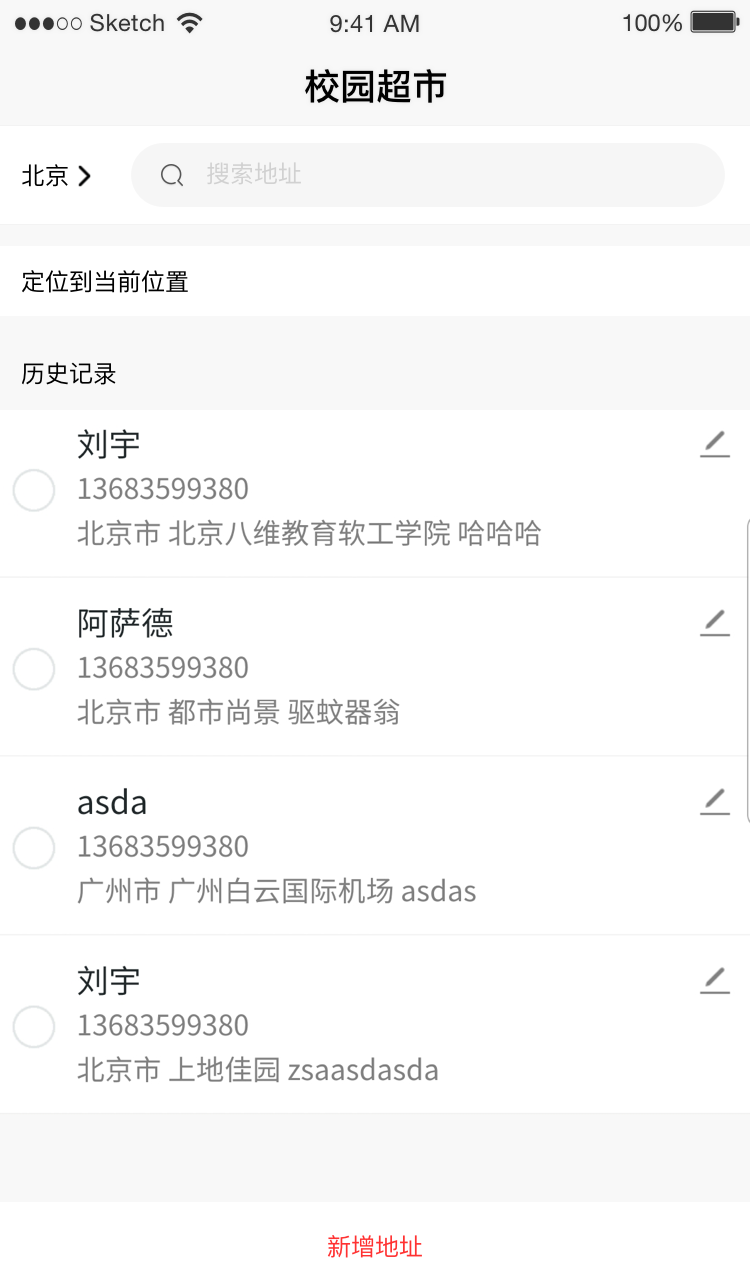 Sketch 9:41 AM 100%
校园超市
北京 搜索地址
定位到当前位置
历史记录
刘宇
13683599380
北京市 北京八维教育软工学院 哈哈哈
阿萨德
13683599380
北京市 都市尚景 驱蚊器翁
asda
13683599380
广州市 广州白云国际机场 asdas
刘宇
13683599380
北京市 上地佳园 zsaasdasda
新增地址